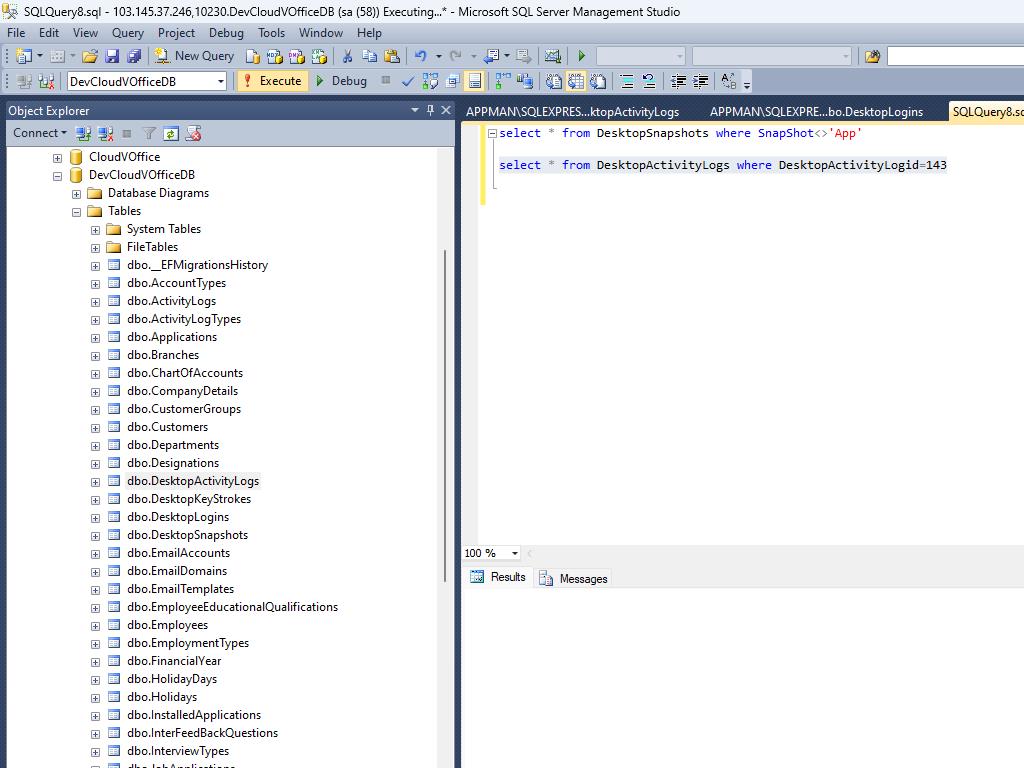 SQLQuery8.sql - 103.145.37.246,10230.DevCloudVOfficeDB (sa (58)) Executing...* - Microsoft SQL Server Management Studio
File Edit View Query Project Debug Tools Window Help
New Query
DevCloudVOfficeDB Execute Debug
Object Explorer
Connect
CloudVOffice
DevCloudVOfficeDB
Database Diagrams
Tables
System Tables
FileTables
dbo.__EFMigrationsHistory
dbo.AccountTypes
dbo.ActivityLogs
dbo.ActivityLogTypes
dbo.Applications
dbo.Branches
dbo.ChartOfAccounts
dbo.CompanyDetails
dbo.CustomerGroups
dbo.Customers
dbo.Departments
dbo.Designations
dbo.DesktopActivityLogs
dbo.DesktopKeyStrokes
dbo.DesktopLogins
dbo.DesktopSnapshots
dbo.EmailAccounts
dbo.EmailDomains
dbo.EmailTemplates
dbo.EmployeeEducationalQualifications
dbo.Employees
dbo.EmploymentTypes
dbo.FinancialYear
dbo.HolidayDays
dbo.Holidays
dbo.InstalledApplications
dbo.InterFeedBackQuestions
dbo.InterviewTypes
APPMAN\SQLEXPRES...ktopActivityLogs APPMAN\SQLEXPRE...bo.DesktopLogins SQLQuery8.sq
select * from DesktopSnapshots where SnapShot<>'App'
select * from DesktopActivityLogs where DesktopActivityLogid=143
100 %
Results Messages